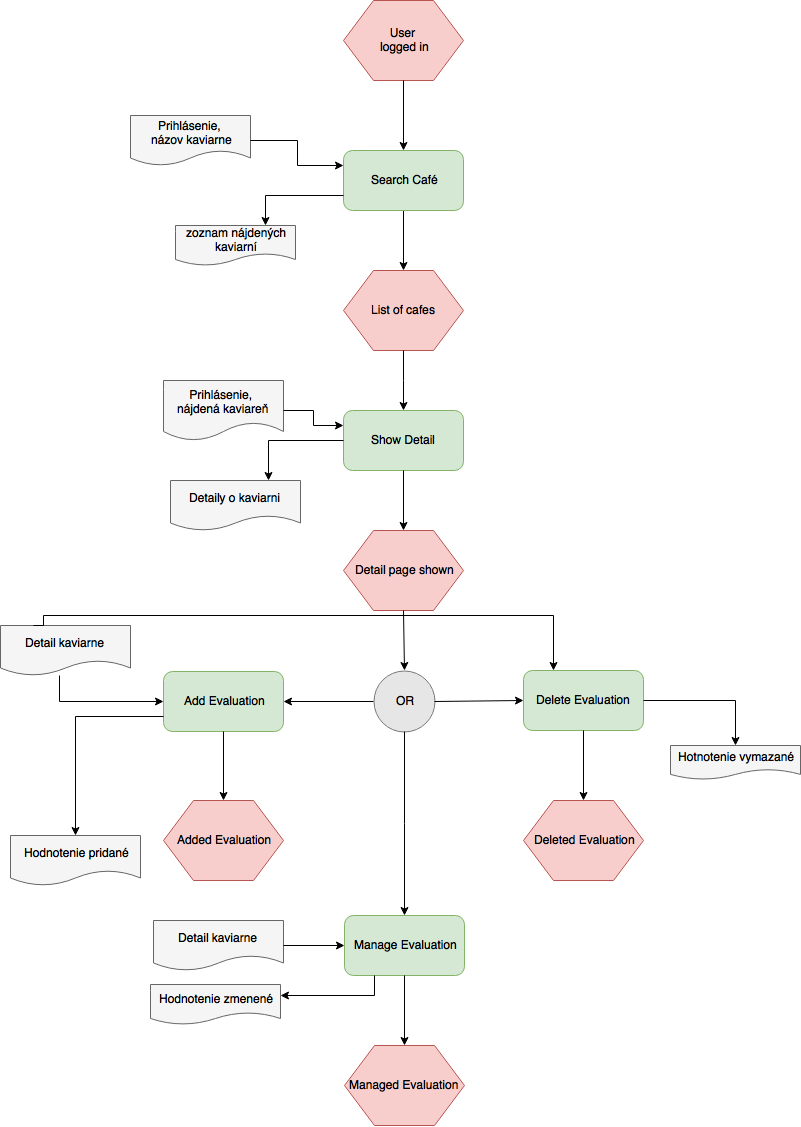 User
logged in
Prihlásenie,
názov kaviarne
Search Café
zoznam nájdených
kaviarní
List of cafes
Prihlásenie,
nájdená kaviareň
Show Detail
Detaily o kaviarni
Detail page shown
Detail kaviarne
Add Evaluation
OR
Delete Evaluation
Hotnotenie vymazané
Hodnotenie pridané
Added Evaluation
Deleted Evaluation
Detail kaviarne
Manage Evaluation
Hodnotenie zmenené
Managed Evaluation